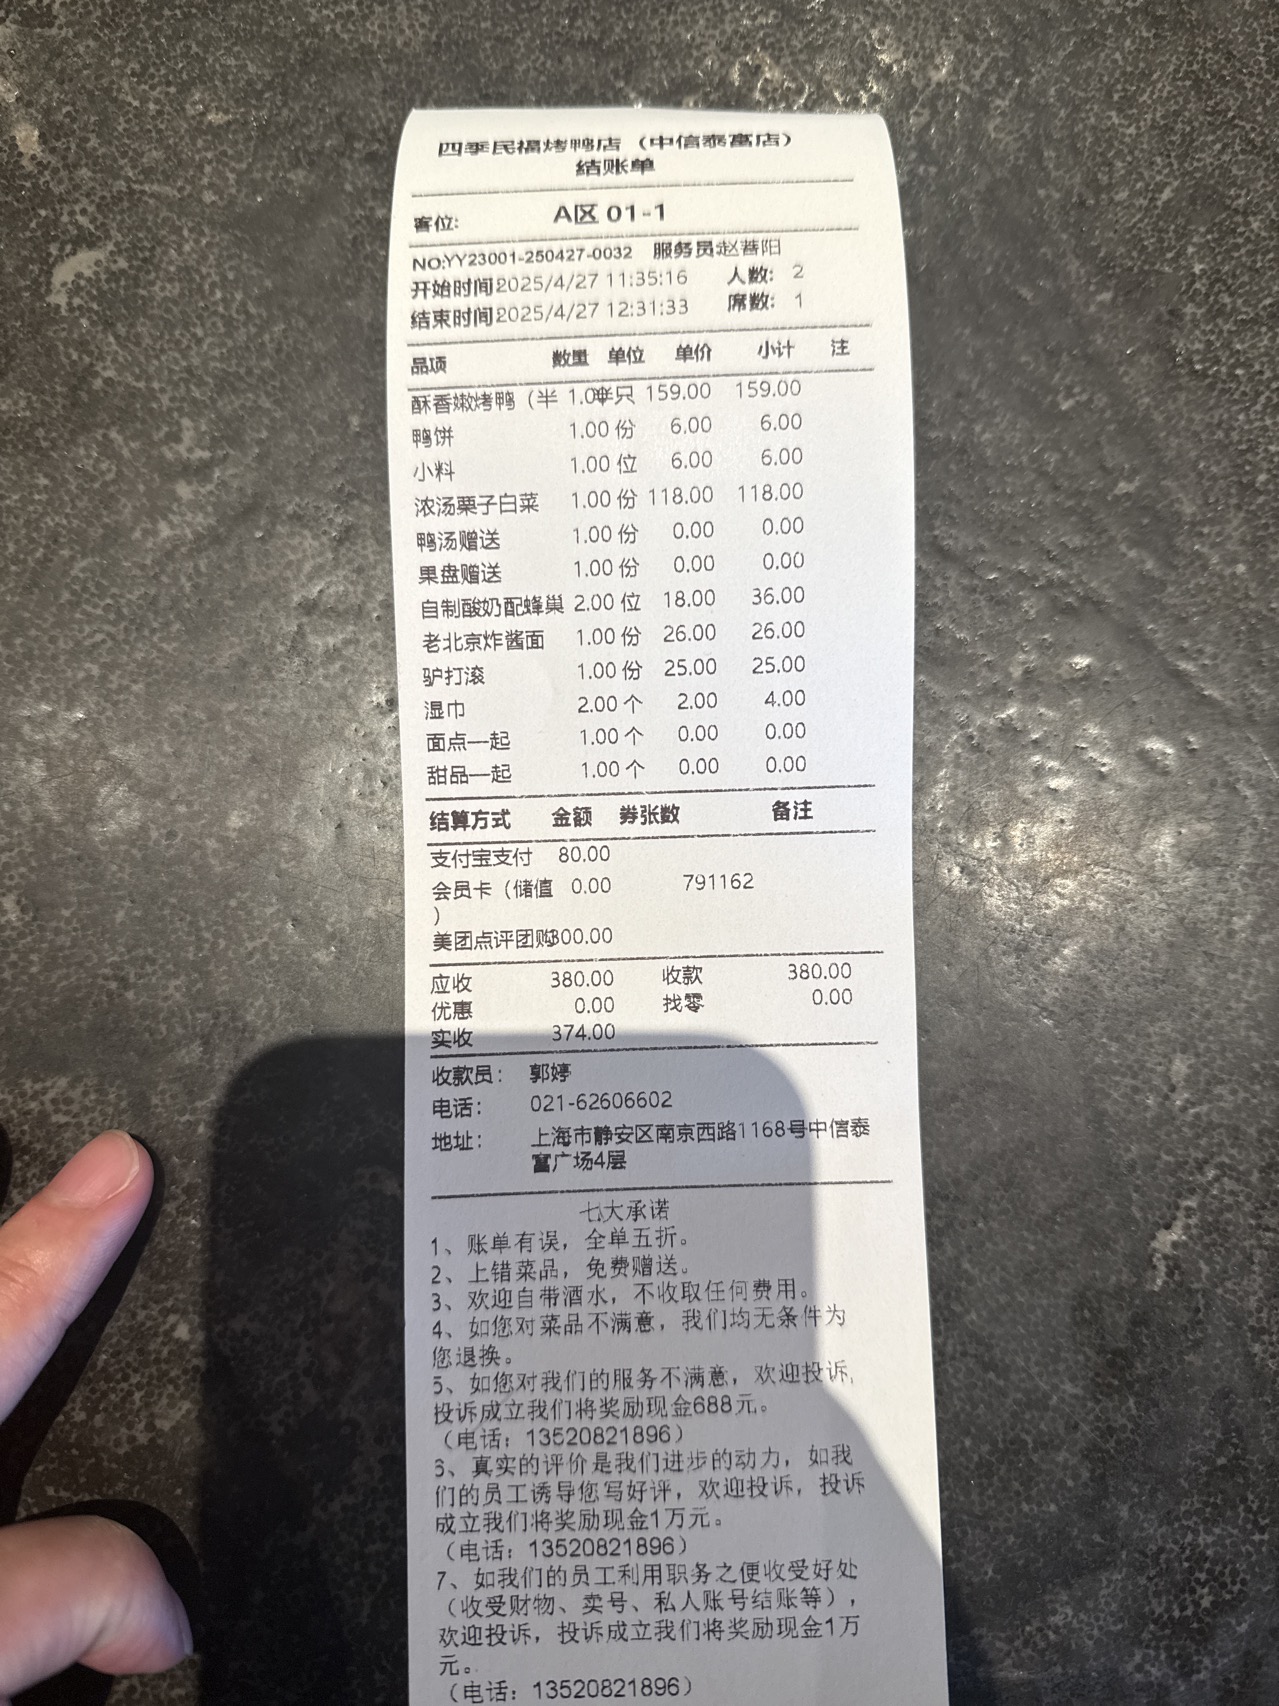 四季民福烤鸭店（中信泰富店）
结账单
客位: A区 01-1
NO:YY23001-250427-0032 服务员:赵 阳
开始时间2025/4/27 11:35:16 人数: 2
结束时间2025/4/27 12:31:33 席数: 1
品项 数量 单位 单价 小计 注
酥香嫩烤鸭（半 1.00半只 159.00 159.00
鸭饼 1.00 份 6.00 6.00
小料 1.00 位 6.00 6.00
浓汤栗子白菜 1.00 份 118.00 118.00
鸭汤赠送 1.00 份 0.00 0.00
果盘赠送 1.00 份 0.00 0.00
自制酸奶配蜂巢 2.00 位 18.00 36.00
老北京炸酱面 1.00 份 26.00 26.00
驴打滚 1.00 份 25.00 25.00
湿巾 2.00 个 2.00 4.00
面点一起 1.00 个 0.00 0.00
甜品一起 1.00 个 0.00 0.00
结算方式 金额 券张数 备注
支付宝支付 80.00
会员卡（储值 0.00 791162
）
美团点评团购300.00
应收 380.00 收款 380.00
优惠 0.00 找零 0.00
实收 374.00
收款员: 郭婷
电话: 021-62606602
地址: 上海市静安区南京西路1168号中信泰
富广场4层
七大承诺
1、账单有误，全单五折。
2、上错菜品，免费赠送。
3、欢迎自带酒水，不收取任何费用。
4、如您对菜品不满意，我们均无条件为
您退换。
5、如您对我们的服务不满意，欢迎投诉,
投诉成立我们将奖励现金688元。
（电话：13520821896）
6、真实的评价是我们进步的动力，如我
们的员工诱导您写好评，欢迎投诉，投诉
成立我们将奖励现金1万元。
（电话：13520821896）
7、如我们的员工利用职务之便收受好处
（收受财物、卖号、私人账号结账等），
欢迎投诉，投诉成立我们将奖励现金1万
元。
（电话：13520821896）